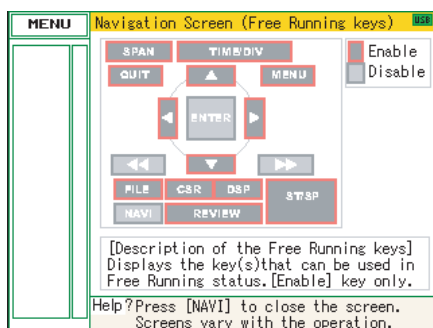 MENU
Navigation Screen (Free Running keys) USB
SPAN TIME/DIV
QUIT MENU
ENTER
FILE CSR DSP ST/SP
NAVI REVIEW
Enable
Disable
[Description of the Free Running keys]
Displays the key(s)that can be used in
Free Running status.[Enable] key only.
Help?Press [NAVI] to close the screen.
Screens vary with the operation.